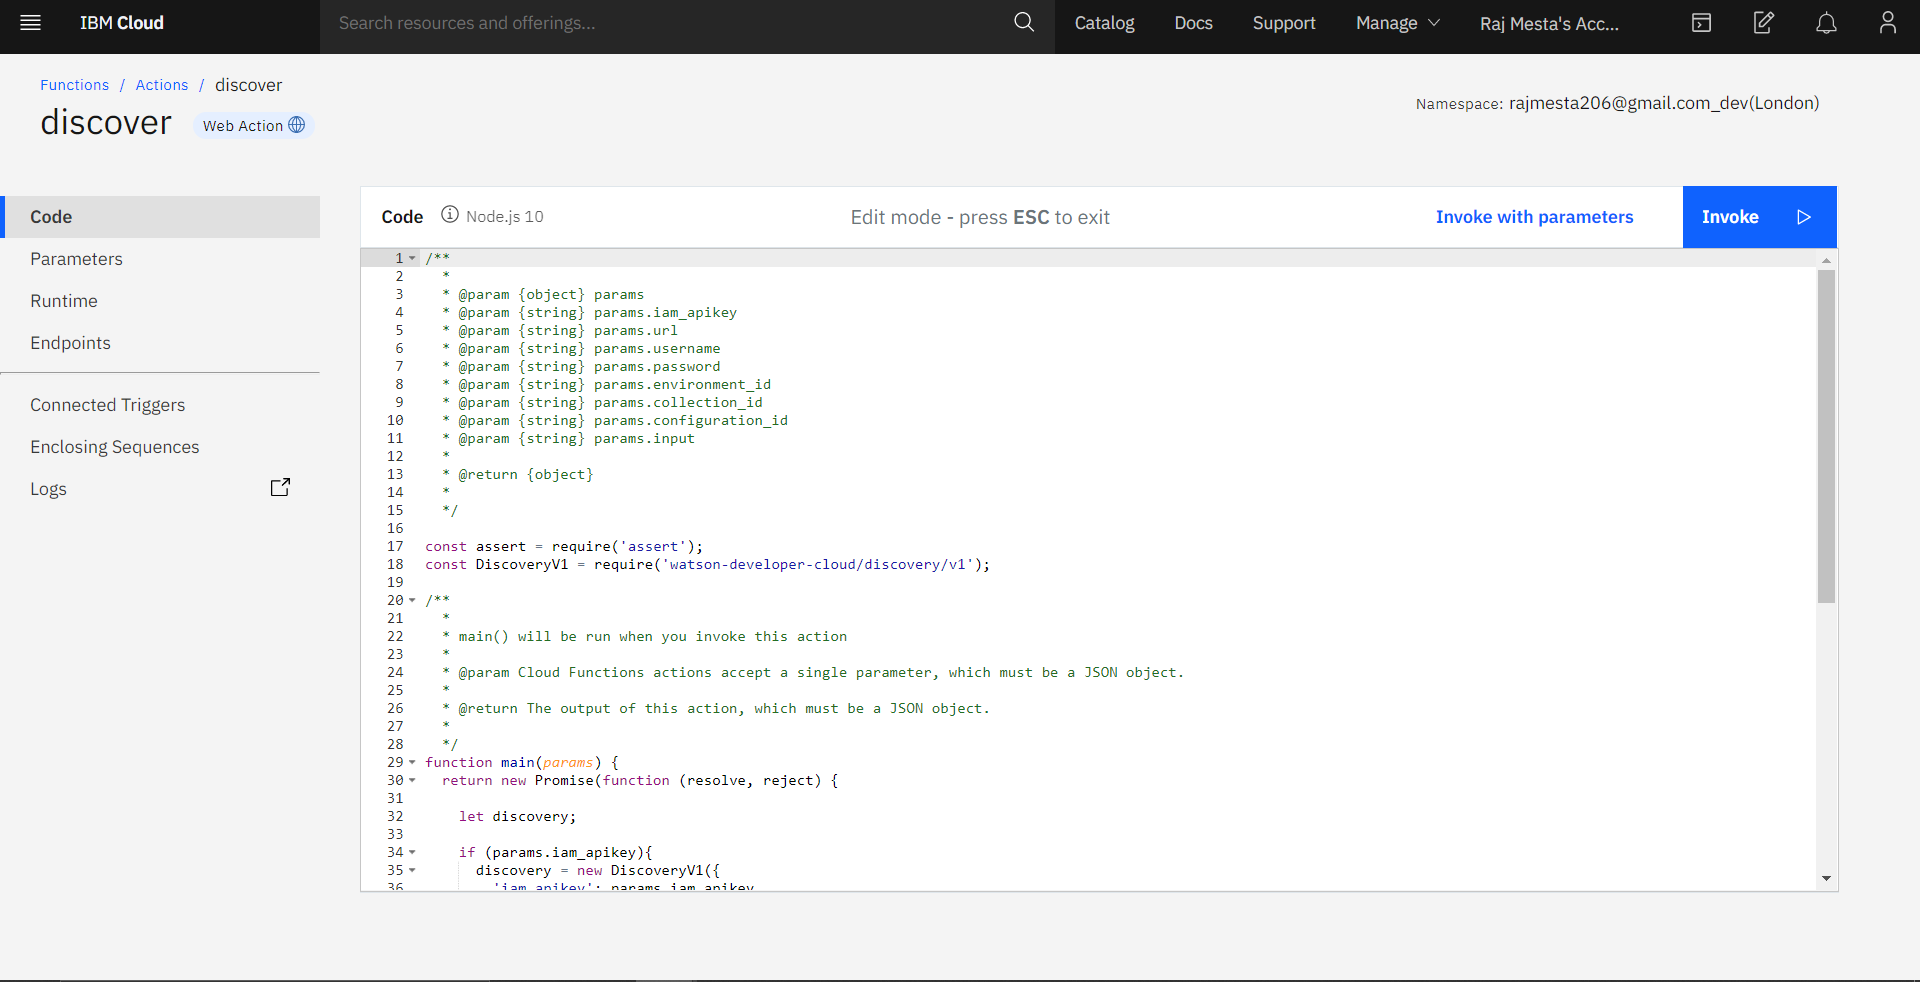 IBM Cloud
Search resources and offerings...
Catalog
Docs
Support
Manage
Raj Mesta's Acc...
Functions / Actions / discover
discover
Web Action
Namespace: rajmesta206@gmail.com_dev(London)
Code
Parameters
Runtime
Endpoints
Connected Triggers
Enclosing Sequences
Logs
Code
Node.js 10
Edit mode - press ESC to exit
Invoke with parameters
Invoke
1 /**
2  *
3  * @param {object} params
4  * @param {string} params.iam_apikey
5  * @param {string} params.url
6  * @param {string} params.username
7  * @param {string} params.password
8  * @param {string} params.environment_id
9  * @param {string} params.collection_id
10  * @param {string} params.configuration_id
11  * @param {string} params.input
12  *
13  * @return {object}
14  *
15  */
16
17 const assert = require('assert');
18 const DiscoveryV1 = require('watson-developer-cloud/discovery/v1');
19
20 /**
21  *
22  * main() will be run when you invoke this action
23  *
24  * @param Cloud Functions actions accept a single parameter, which must be a JSON object.
25  *
26  * @return The output of this action, which must be a JSON object.
27  *
28  */
29 function main(params) {
30   return new Promise(function (resolve, reject) {
31
32     let discovery;
33
34     if (params.iam_apikey){
35       discovery = new DiscoveryV1({
36         'iam_apikey': params.iam_apikey